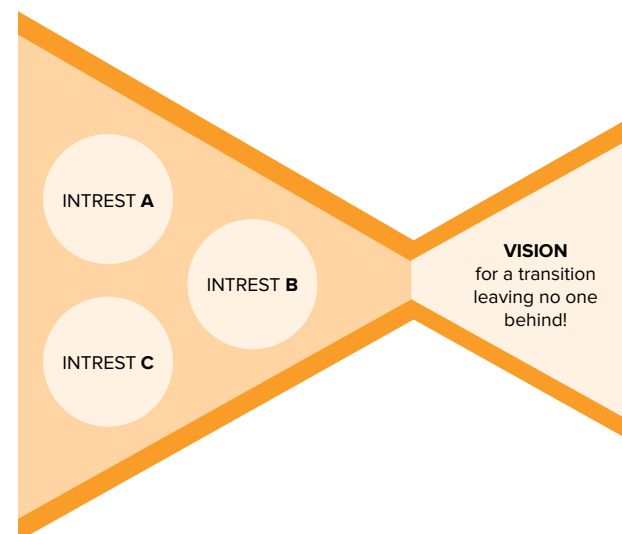 INTREST A
INTREST B
INTREST C
VISION
for a transition
leaving no one
behind!